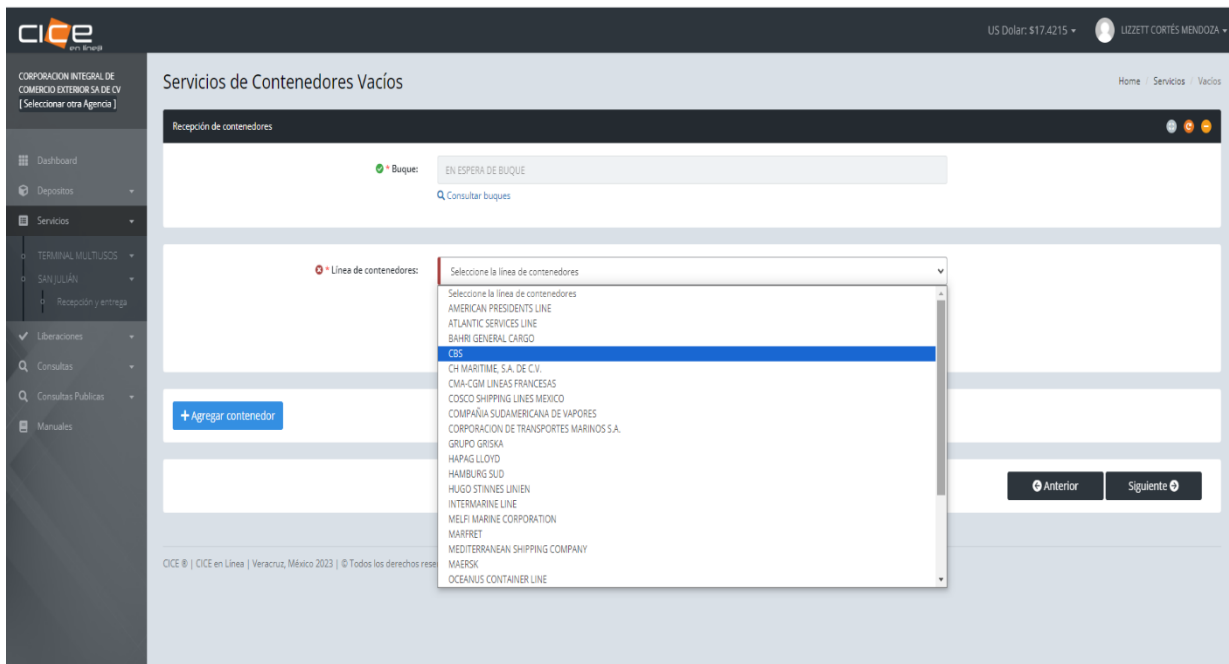 CICE
en línea
US Dolar: $17.4215
LIZZETT CORTÉS MENDOZA
CORPORACION INTEGRAL DE
COMERCIO EXTERIOR SA DE CV
[ Seleccionar otra Agencia ]
Servicios de Contenedores Vacíos
Home / Servicios / Vacios
Recepción de contenedores
Dashboard
Depositos
Servicios
TERMINAL MULTIUSOS
SAN JULIÁN
Recepción y entrega
Liberaciones
Consultas
Consultas Publicas
Manuales
* Buque:
EN ESPERA DE BUQUE
Consultar buques
* Línea de contenedores:
Seleccione la línea de contenedores
Seleccione la línea de contenedores
AMERICAN PRESIDENTS LINE
ATLANTIC SERVICES LINE
BAHRI GENERAL CARGO
CBS
CH MARITIME, S.A. DE C.V.
CMA-CGM LINEAS FRANCESAS
COSCO SHIPPING LINES MEXICO
COMPAÑIA SUDAMERICANA DE VAPORES
CORPORACION DE TRANSPORTES MARINOS S.A.
GRUPO GRISKA
HAPAG LLOYD
HAMBURG SUD
HUGO STINNES LINIEN
INTERMARINE LINE
MELFI MARINE CORPORATION
MARFRET
MEDITERRANEAN SHIPPING COMPANY
MAERSK
OCEANUS CONTAINER LINE
+ Agregar contenedor
Anterior
Siguiente
CICE ® | CICE en Línea | Veracruz, México 2023 | © Todos los derechos rese